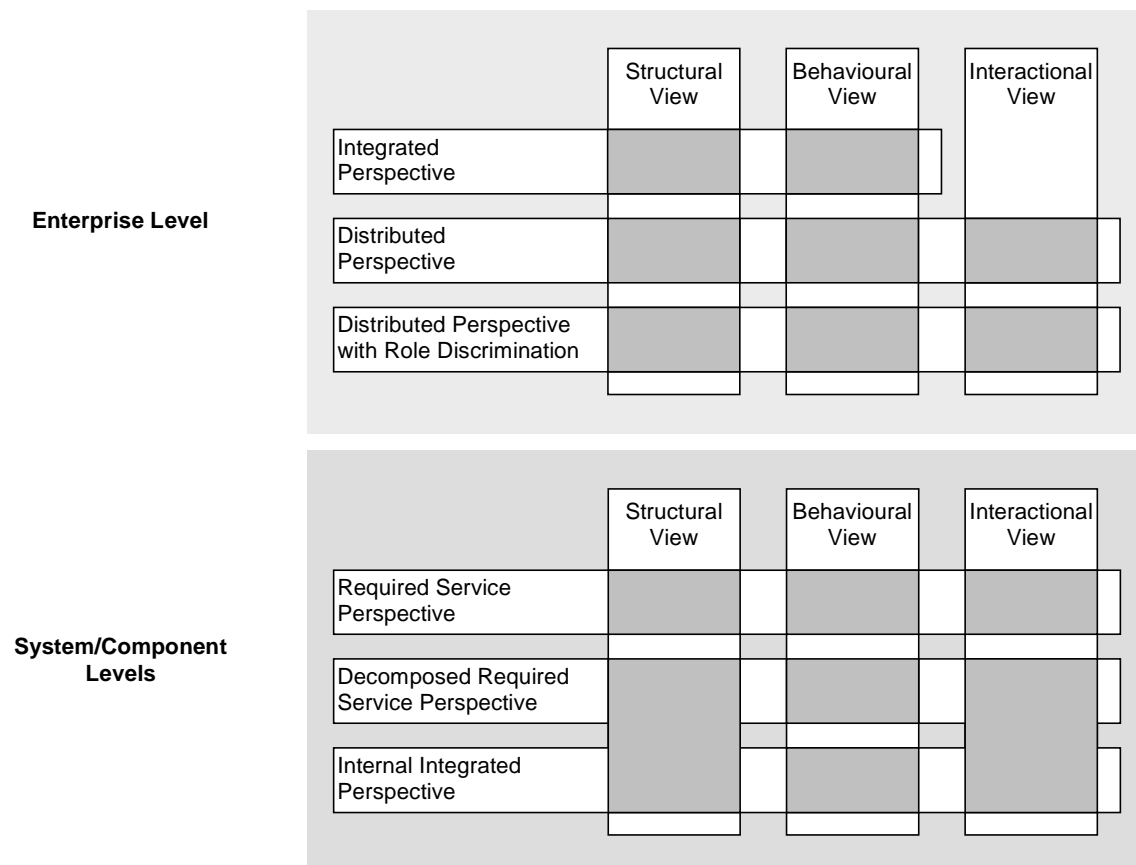 Structural
View
Behavioural
View
Interactional
View
Integrated
Perspective
Enterprise Level
Distributed
Perspective
Distributed Perspective
with Role Discrimination
Structural
View
Behavioural
View
Interactional
View
Required Service
Perspective
System/Component
Levels
Decomposed Required
Service Perspective
Internal Integrated
Perspective